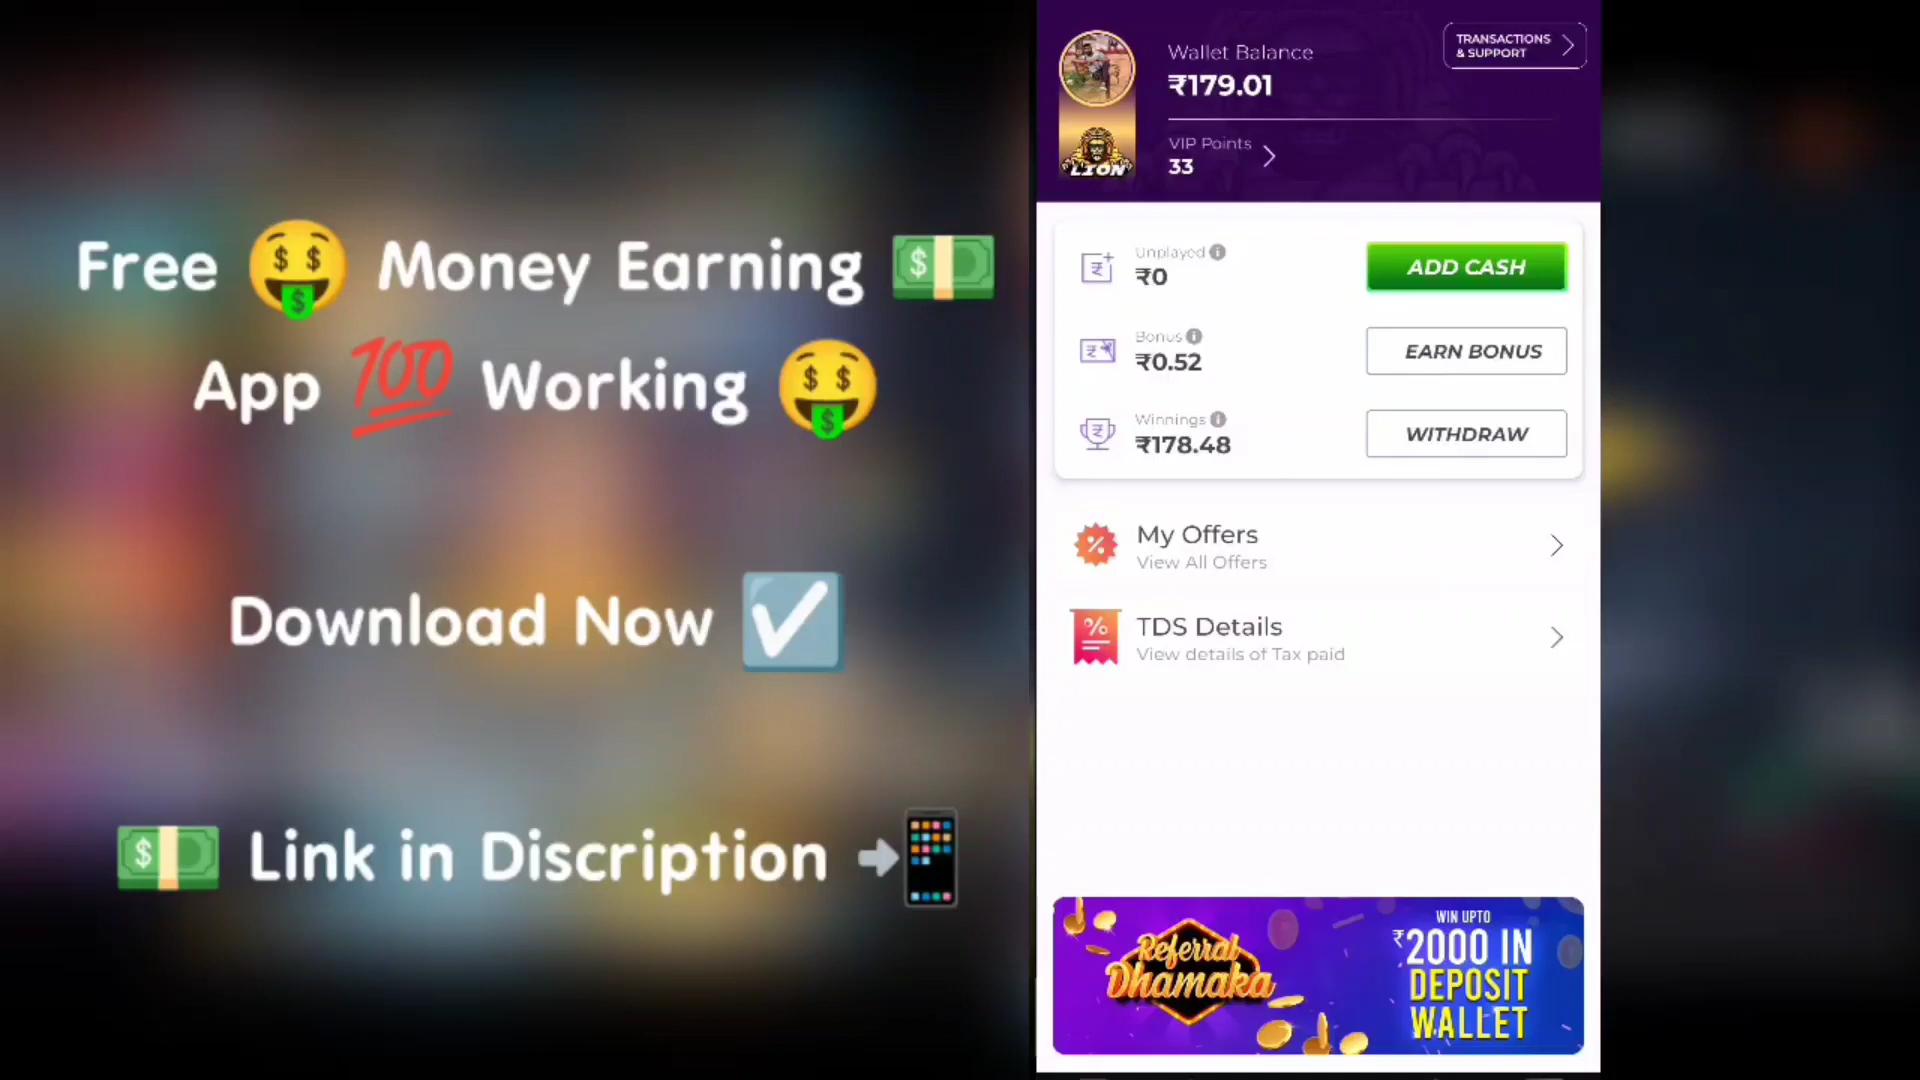 Free 🤑 Money Earning 💵
App 💯 Working 🤑
Download Now ☑️
💵 Link in Discription 📲
Wallet Balance
₹179.01
TRANSACTIONS
& SUPPORT
LION
VIP Points
33
Unplayed
₹0
ADD CASH
Bonus
₹0.52
EARN BONUS
Winnings
₹178.48
WITHDRAW
My Offers
View All Offers
TDS Details
View details of Tax paid
Referral
Dhamaka
WIN UPTO
₹2000 IN
DEPOSIT
WALLET